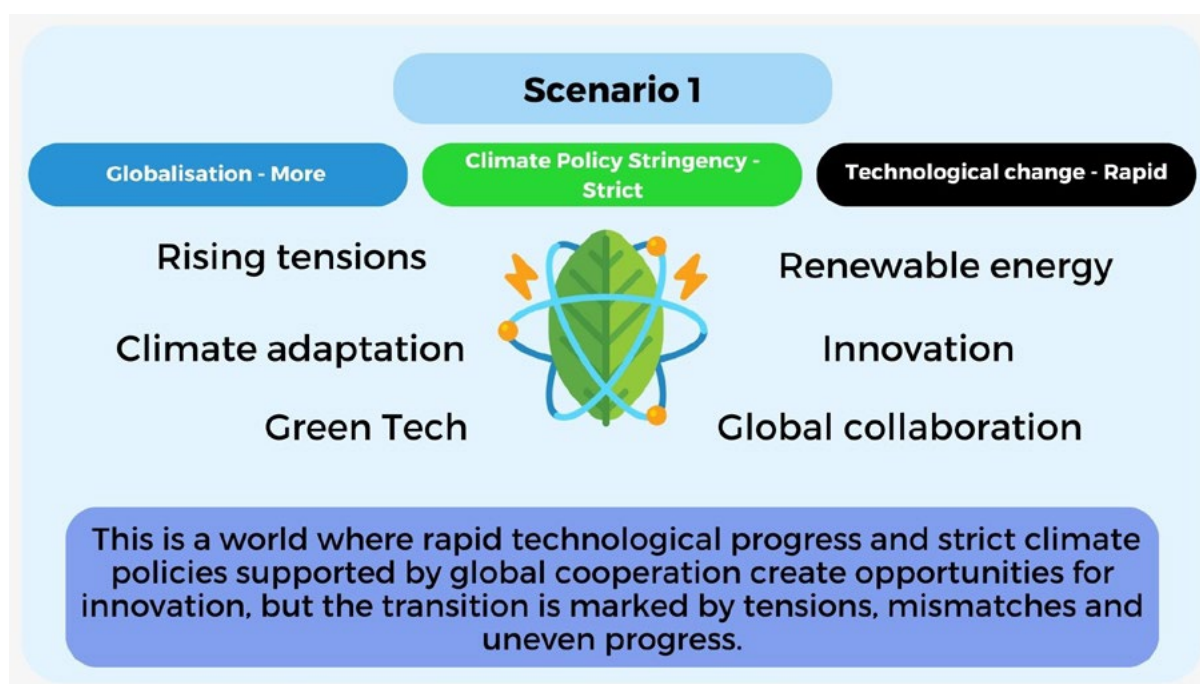 Scenario 1
Globalisation - More
Climate Policy Stringency -
Strict
Technological change - Rapid
Rising tensions
Climate adaptation
Green Tech
Renewable energy
Innovation
Global collaboration
This is a world where rapid technological progress and strict climate
policies supported by global cooperation create opportunities for
innovation, but the transition is marked by tensions, mismatches and
uneven progress.